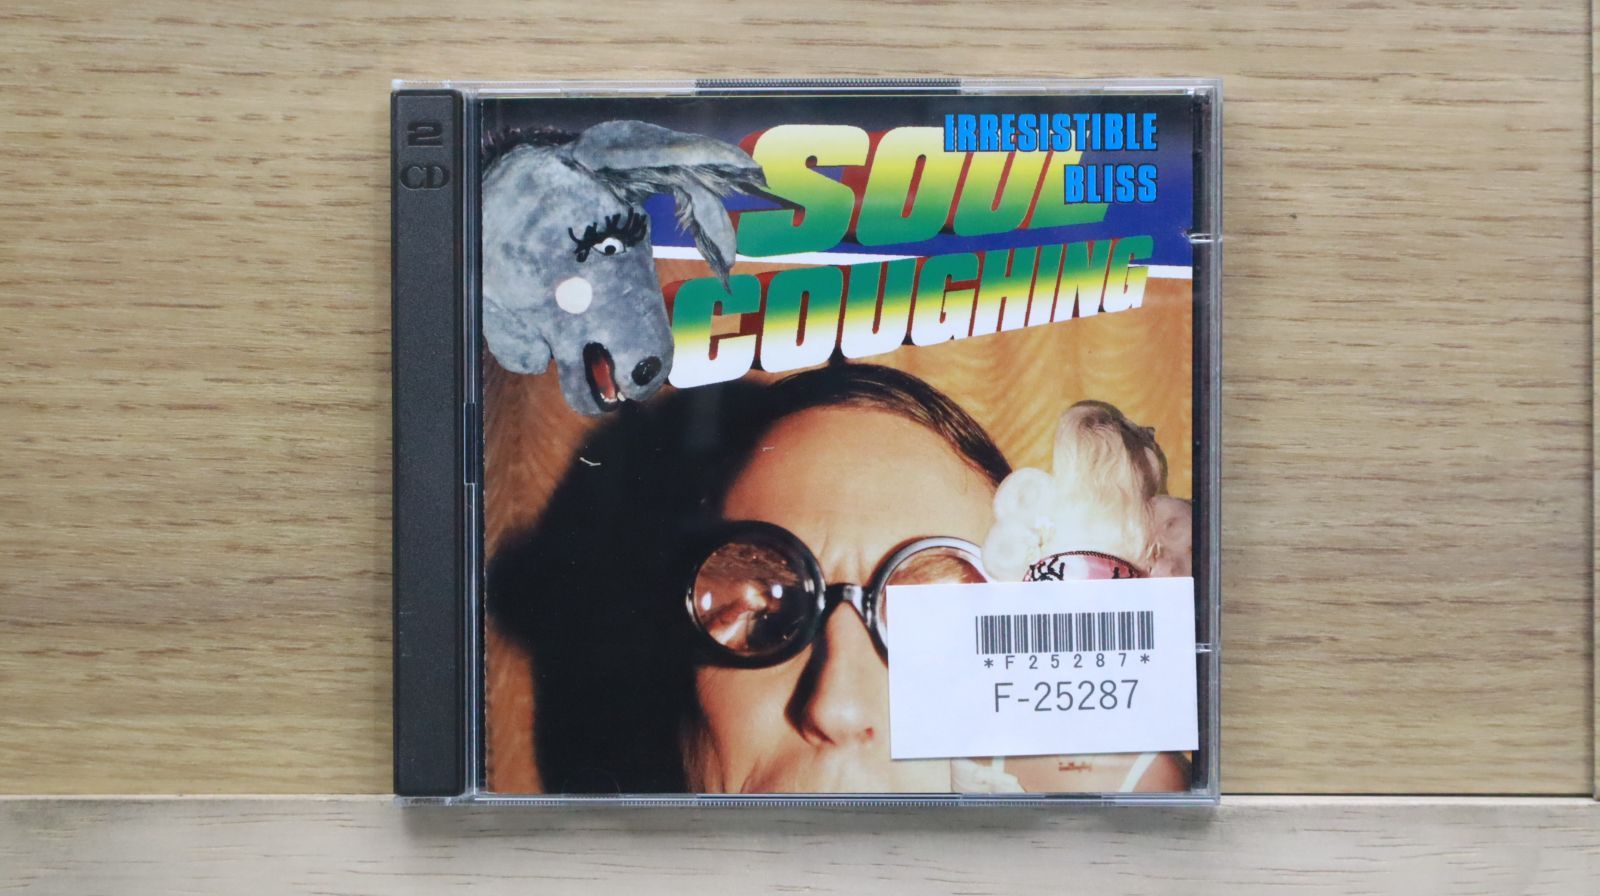 2
CD
IRRESISTIBLE
BLISS
SOUL
COUGHING
*F25287*
F-25287